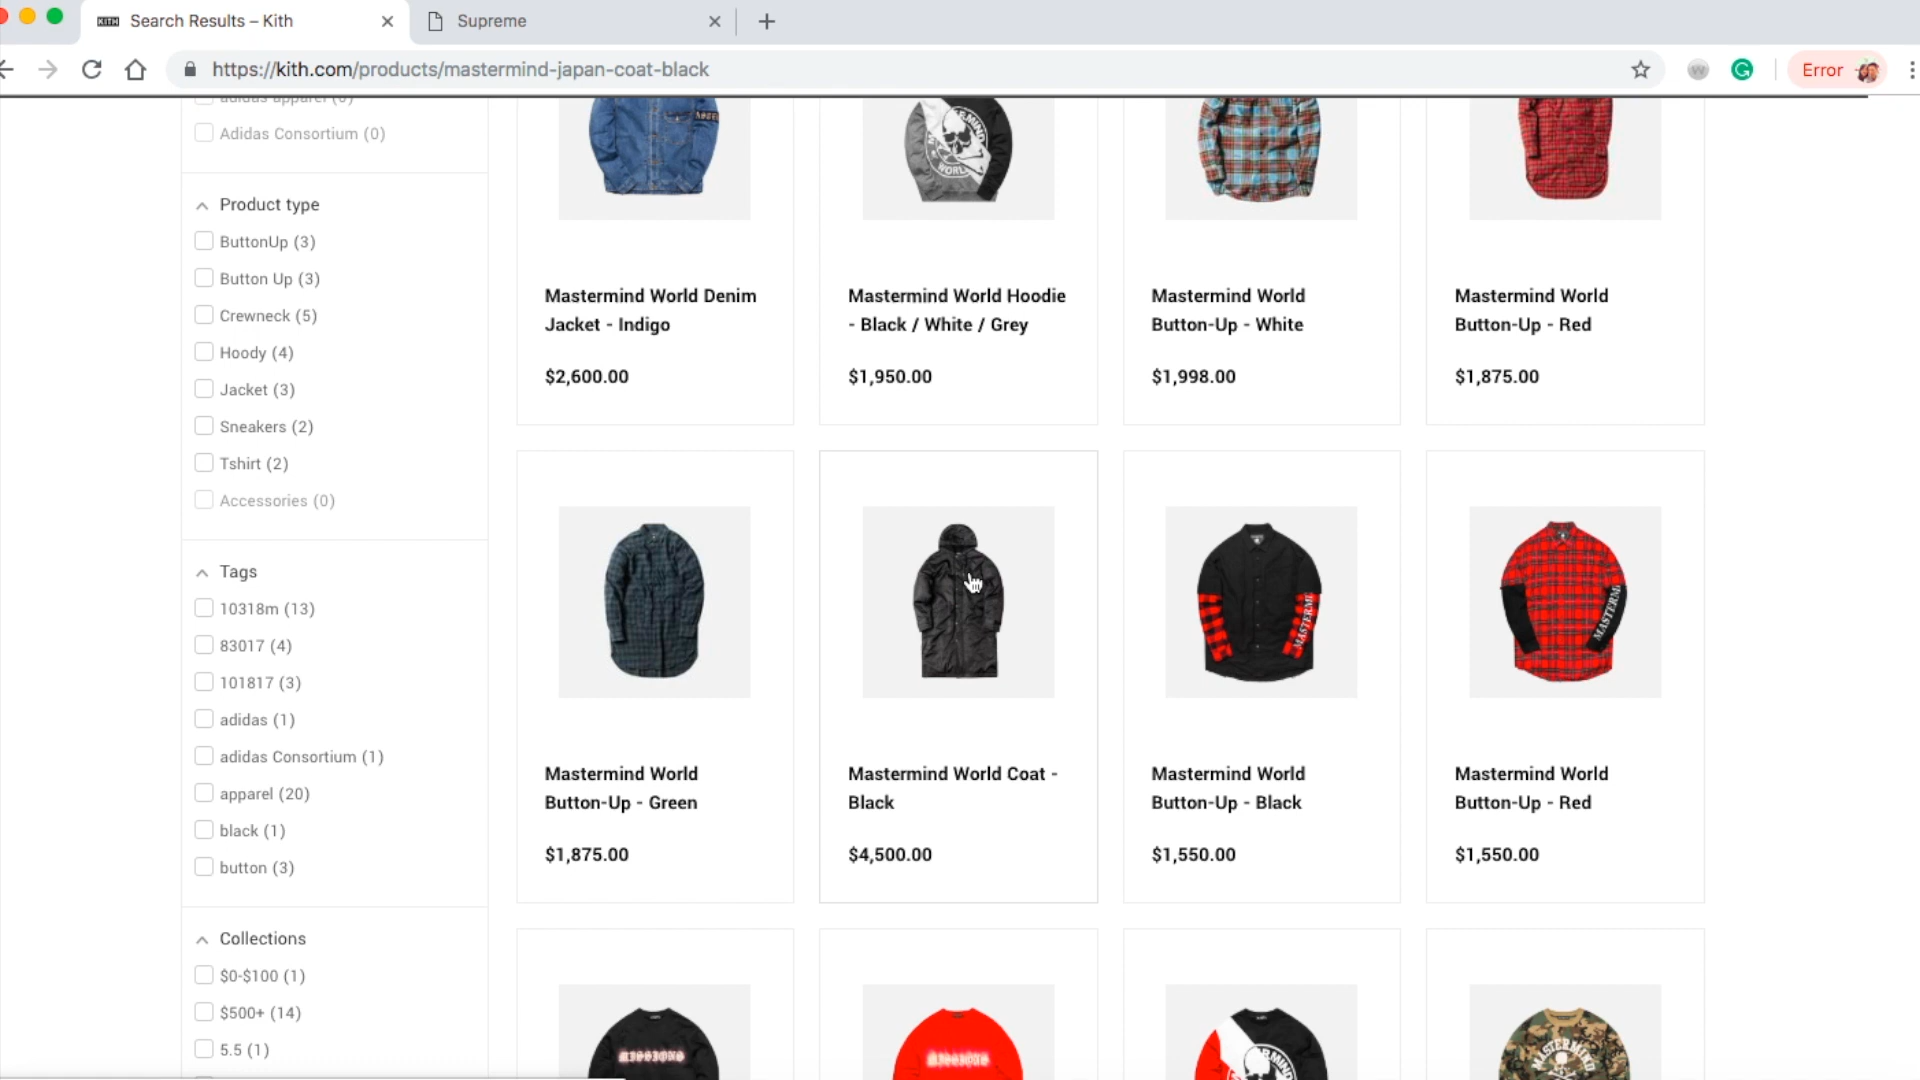 KITH Search Results – Kith
Supreme
https://kith.com/products/mastermind-japan-coat-black
Error
adidas apparel (0)
Adidas Consortium (0)
Product type
ButtonUp (3)
Button Up (3)
Crewneck (5)
Hoody (4)
Jacket (3)
Sneakers (2)
Tshirt (2)
Accessories (0)
Tags
10318m (13)
83017 (4)
101817 (3)
adidas (1)
adidas Consortium (1)
apparel (20)
black (1)
button (3)
Collections
$0-$100 (1)
$500+ (14)
5.5 (1)
Mastermind World Denim
Jacket - Indigo
$2,600.00
Mastermind World Hoodie
- Black / White / Grey
$1,950.00
Mastermind World
Button-Up - White
$1,998.00
Mastermind World
Button-Up - Red
$1,875.00
Mastermind World
Button-Up - Green
$1,875.00
Mastermind World Coat -
Black
$4,500.00
MASTERMI
Mastermind World
Button-Up - Black
$1,550.00
MASTERMI
Mastermind World
Button-Up - Red
$1,550.00
MISSIONS
MISSIONS
MASTERMIND